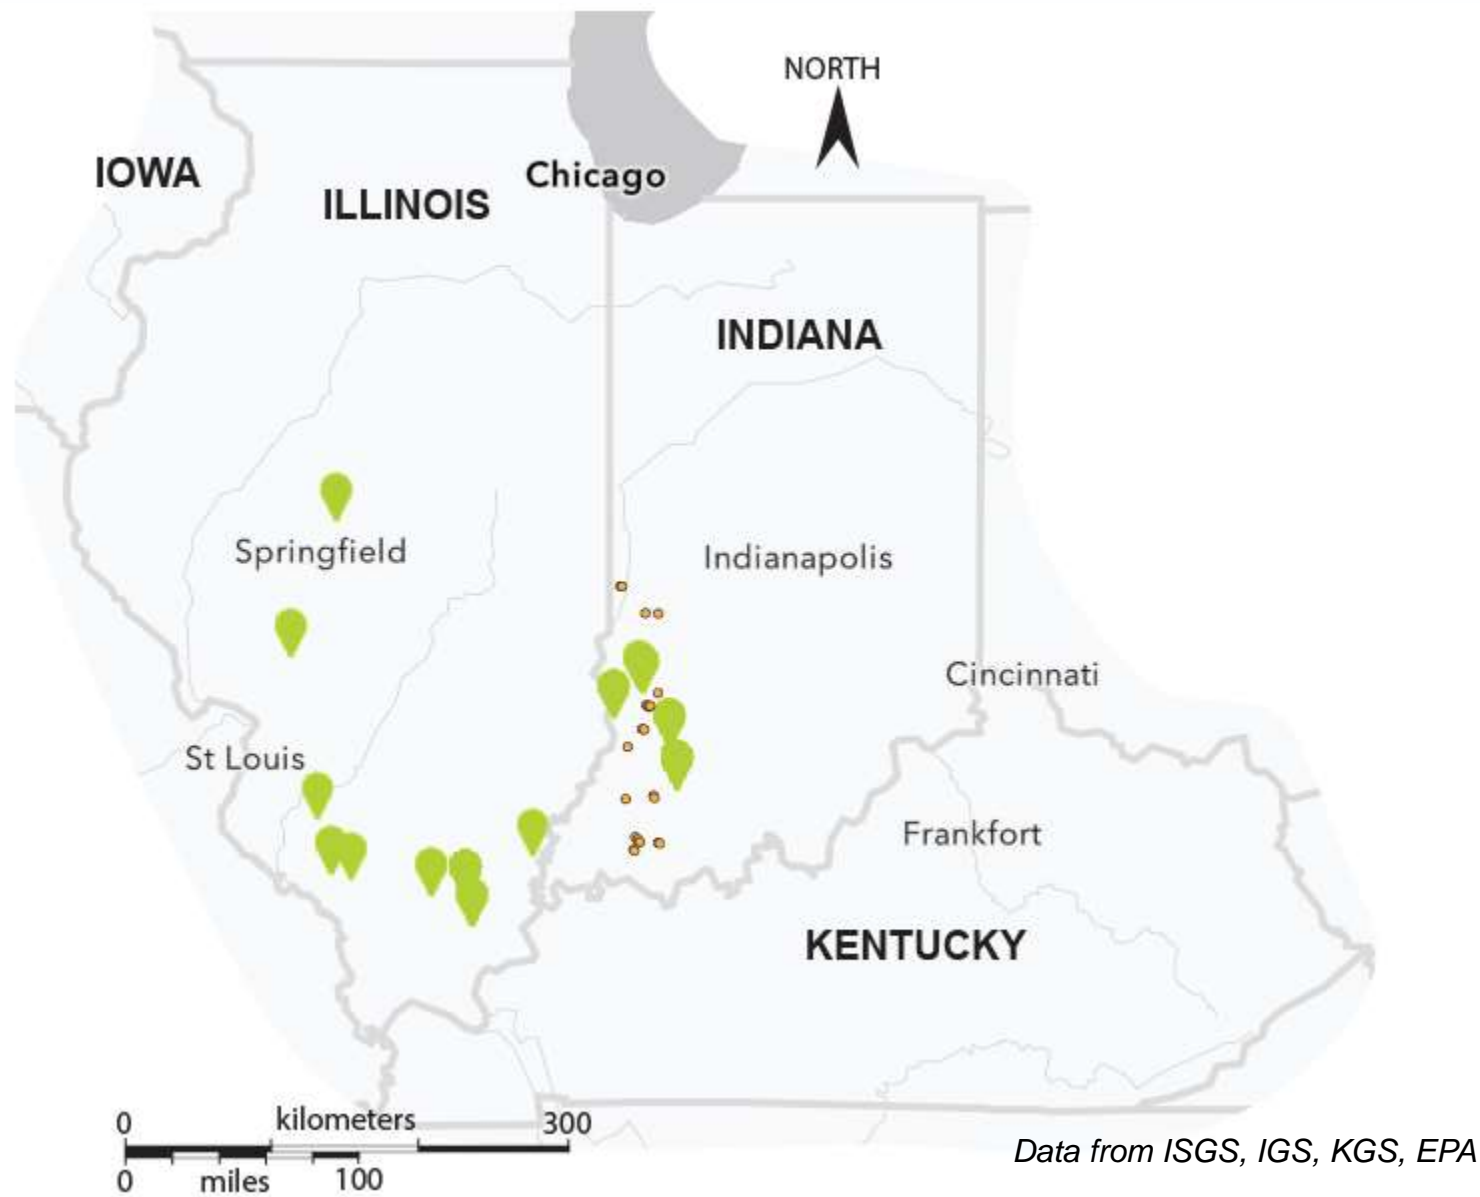 NORTH
IOWA
Chicago
ILLINOIS
INDIANA
Springfield
Indianapolis
Cincinnati
St Louis
Frankfort
KENTUCKY
0 kilometers 300
0 miles 100
Data from ISGS, IGS, KGS, EPA